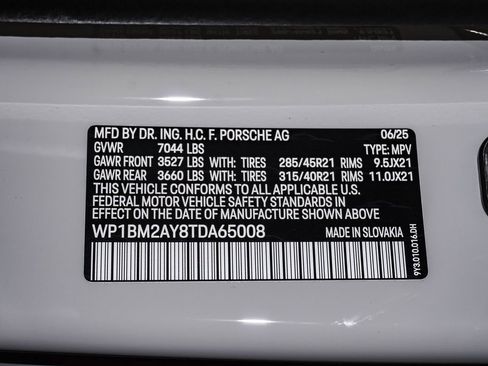 MFD BY DR. ING. H.C. F. PORSCHE AG 06/25
GVWR 7044 LBS TYPE: MPV
GAWR FRONT 3527 LBS WITH: TIRES 285/45R21 RIMS 9.5JX21
GAWR REAR 3660 LBS WITH: TIRES 315/40R21 RIMS 11.0JX21
THIS VEHICLE CONFORMS TO ALL APPLICABLE U.S.
FEDERAL MOTOR VEHICLE SAFETY STANDARDS IN
EFFECT ON THE DATE OF MANUFACTURE SHOWN ABOVE.
WP1BM2AY8TDA65008 MADE IN SLOVAKIA
9Y3.010.016.DH